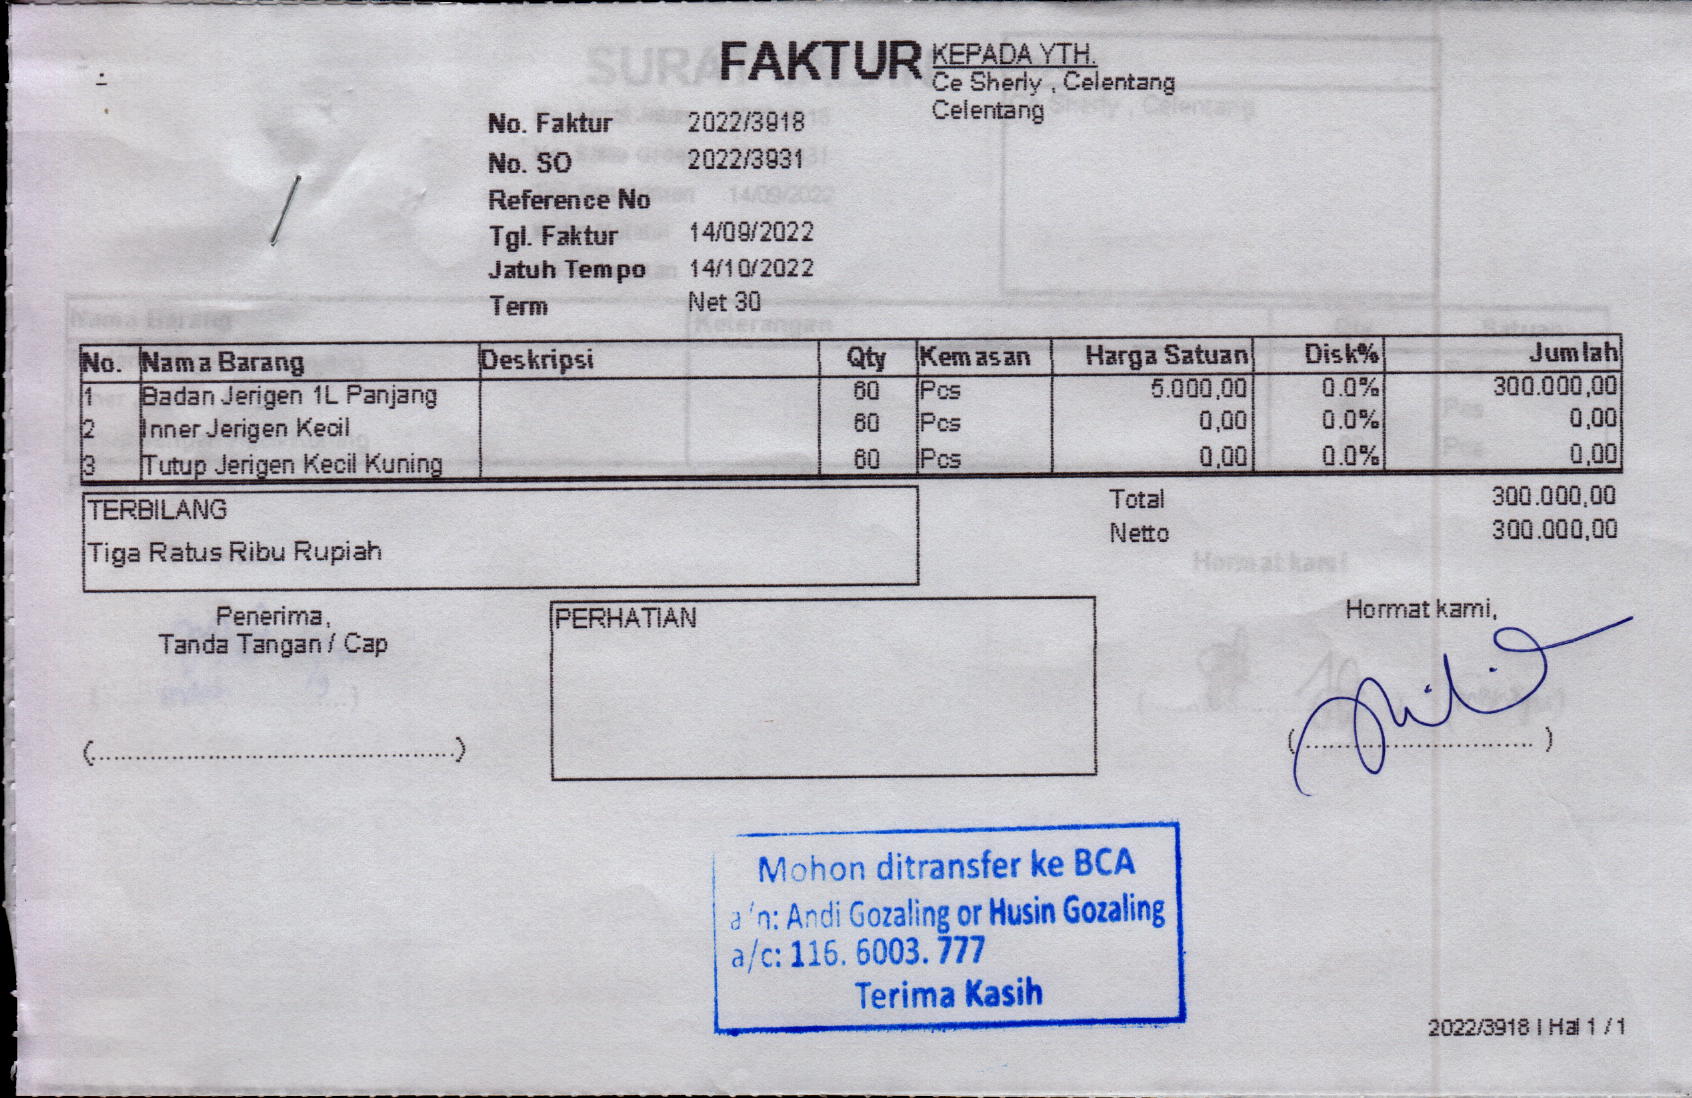 FAKTUR
KEPADA YTH.
Ce Sherly , Celentang
Celentang
No. Faktur 2022/3918
No. SO 2022/3931
Reference No
Tgl. Faktur 14/09/2022
Jatuh Tempo 14/10/2022
Term Net 30
No. Nama Barang Deskripsi Qty Kemasan Harga Satuan Disk% Jumlah
1 Badan Jerigen 1L Panjang 60 Pcs 5.000,00 0.0% 300.000,00
2 Inner Jerigen Kecil 60 Pcs 0,00 0.0% 0,00
3 Tutup Jerigen Kecil Kuning 60 Pcs 0,00 0.0% 0,00
TERBILANG
Tiga Ratus Ribu Rupiah
Total 300.000,00
Netto 300.000,00
Penerima,
Tanda Tangan / Cap
(....................................................)
PERHATIAN
Hormat kami,
(................................)
Mohon ditransfer ke BCA
a/n: Andi Gozaling or Husin Gozaling
a/c: 116. 6003. 777
Terima Kasih
2022/3918 | Hal 1 / 1